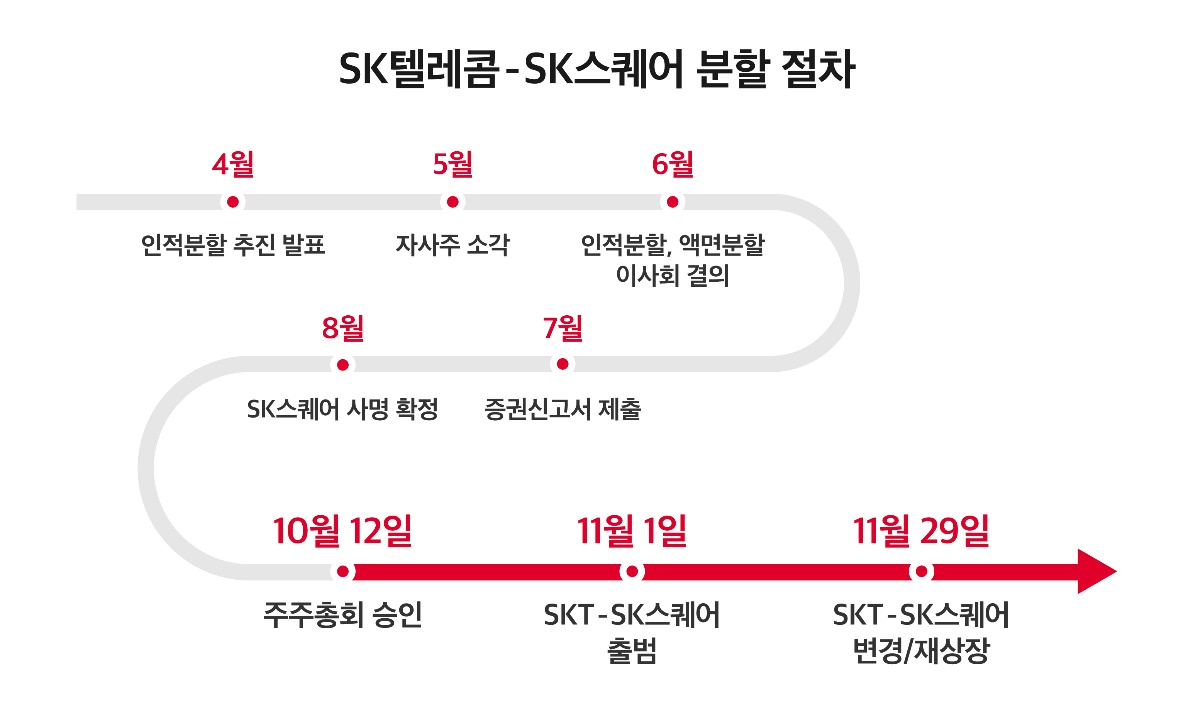 SK텔레콤-SK스퀘어 분할 절차
4월
인적분할 추진 발표
5월
자사주 소각
6월
인적분할, 액면분할
이사회 결의
7월
증권신고서 제출
8월
SK스퀘어 사명 확정
10월 12일
주주총회 승인
11월 1일
SKT-SK스퀘어
출범
11월 29일
SKT-SK스퀘어
변경/재상장